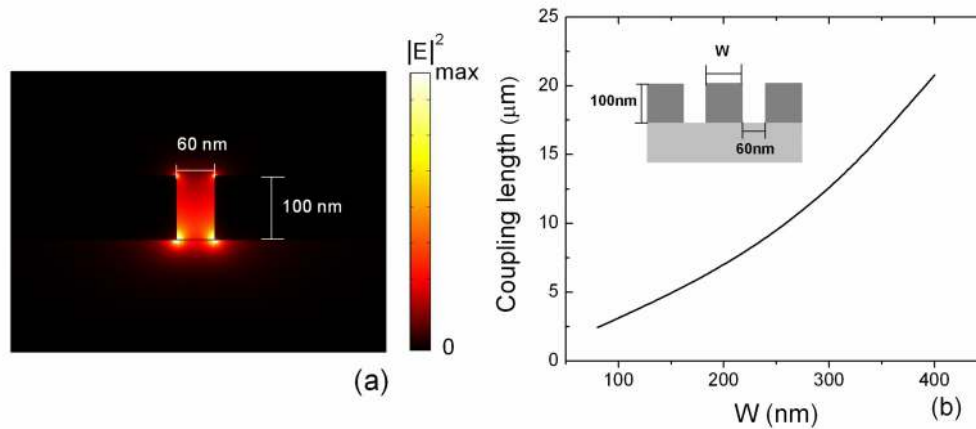 |E|²
max
60 nm
100 nm
0
(a)
25
20
15
10
5
0
Coupling length (μm)
W
100nm
60nm
100
200
300
400
W (nm)
(b)